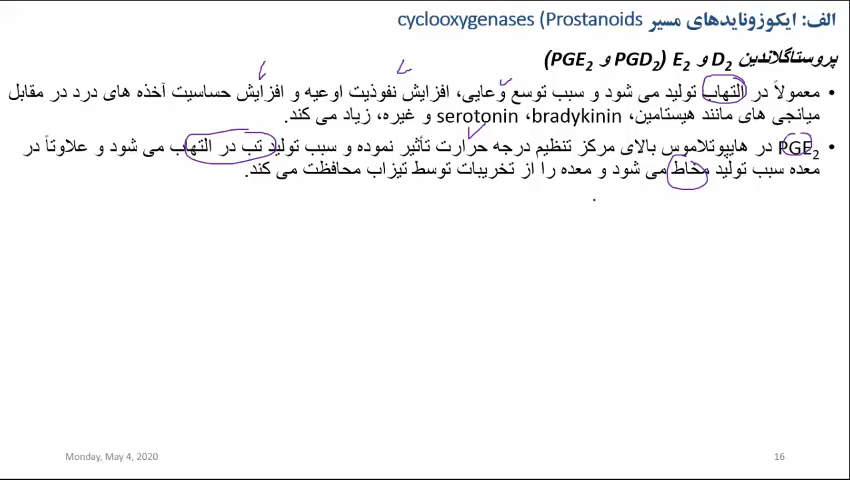 الف: ایکوزونایدهای مسیر cyclooxygenases (Prostanoids
پروستاگلاندین D2 و E2 (PGD2 و PGE2)
• معمولاً در التهاب تولید می شود و سبب توسع وعایی، افزایش نفوذیت اوعیه و افزایش حساسیت آخذه های درد در مقابل
میانجی های مانند هیستامین، bradykinin، serotonin و غیره، زیاد می کند.
• PGE2 در هایپوتلاموس بالای مرکز تنظیم درجه حرارت تأثیر نموده و سبب تولید تب در التهاب می شود و علاوتاً در
معده سبب تولید مخاط می شود و معده را از تخریبات توسط تیزاب محافظت می کند.
Monday, May 4, 2020
16